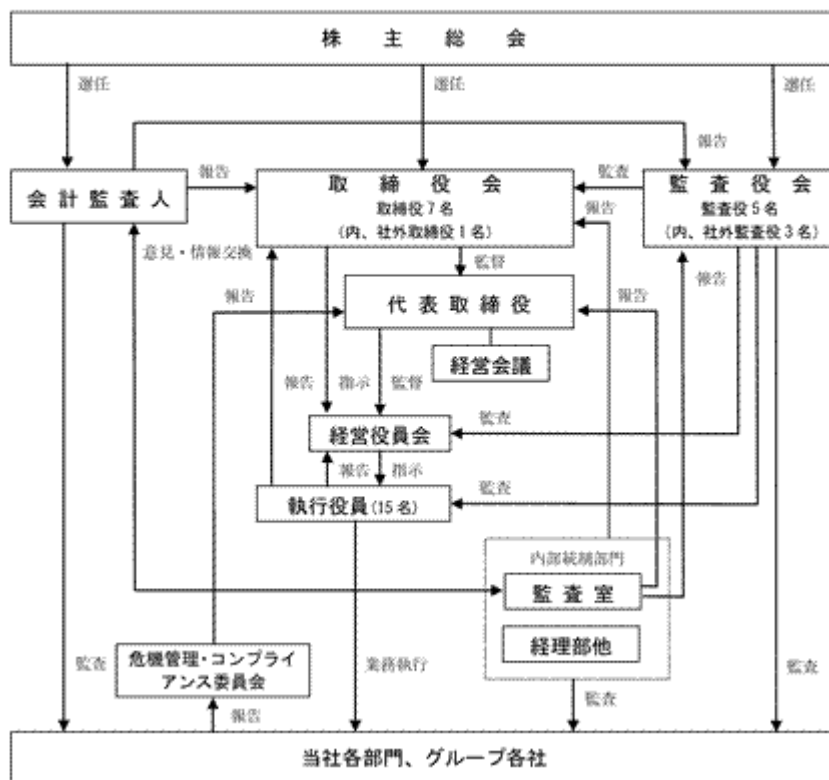 株主総会
選任
選任
選任
報告
会計監査人
報告
取締役会
取締役7名
(内、社外取締役1名)
監査
監査役会
監査役5名
(内、社外監査役3名)
報告
意見・情報交換
監督
報告
報告
代表取締役
報告
経営会議
報告
指示
監督
経営役員会
監査
報告
指示
執行役員(15名)
監査
内部統制部門
監査室
経理部他
監査
危機管理・コンプライ
アンス委員会
業務執行
監査
監査
報告
当社各部門、グループ各社